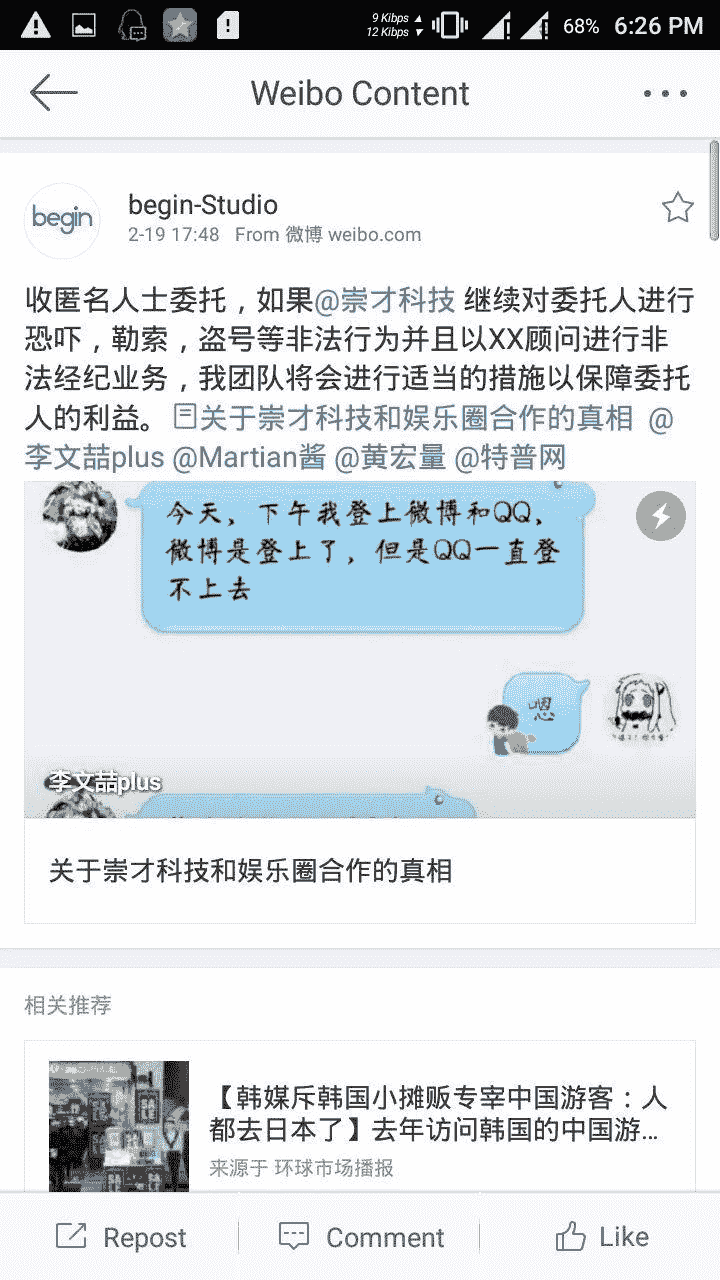 9 Kibps
12 Kibps
68%
6:26 PM
Weibo Content
begin
begin-Studio
2-19 17:48 From 微博 weibo.com
收匿名人士委托，如果@崇才科技 继续对委托人进行
恐吓，勒索，盗号等非法行为并且以XX顾问进行非
法经纪业务，我团队将会进行适当的措施以保障委托
人的利益。关于崇才科技和娱乐圈合作的真相 @
李文喆plus @Martian酱 @黄宏量 @特普网
今天，下午我登上微博和QQ，
微博是登上了，但是QQ一直登
不上去
嗯
李文喆plus
关于崇才科技和娱乐圈合作的真相
相关推荐
【韩媒斥韩国小摊贩专宰中国游客：人
都去日本了】去年访问韩国的中国游...
来源于 环球市场播报
Repost
Comment
Like